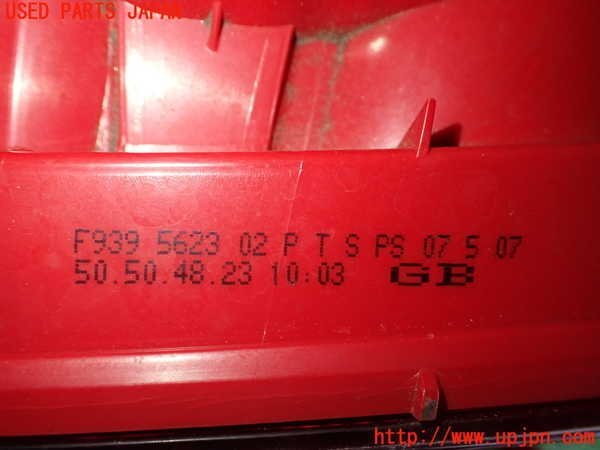 USED PARTS JAPAN
F939 5623 02 P T S PS 07 5 07
50.50.48.23 10:03 GB
http://www.upjpn.com/